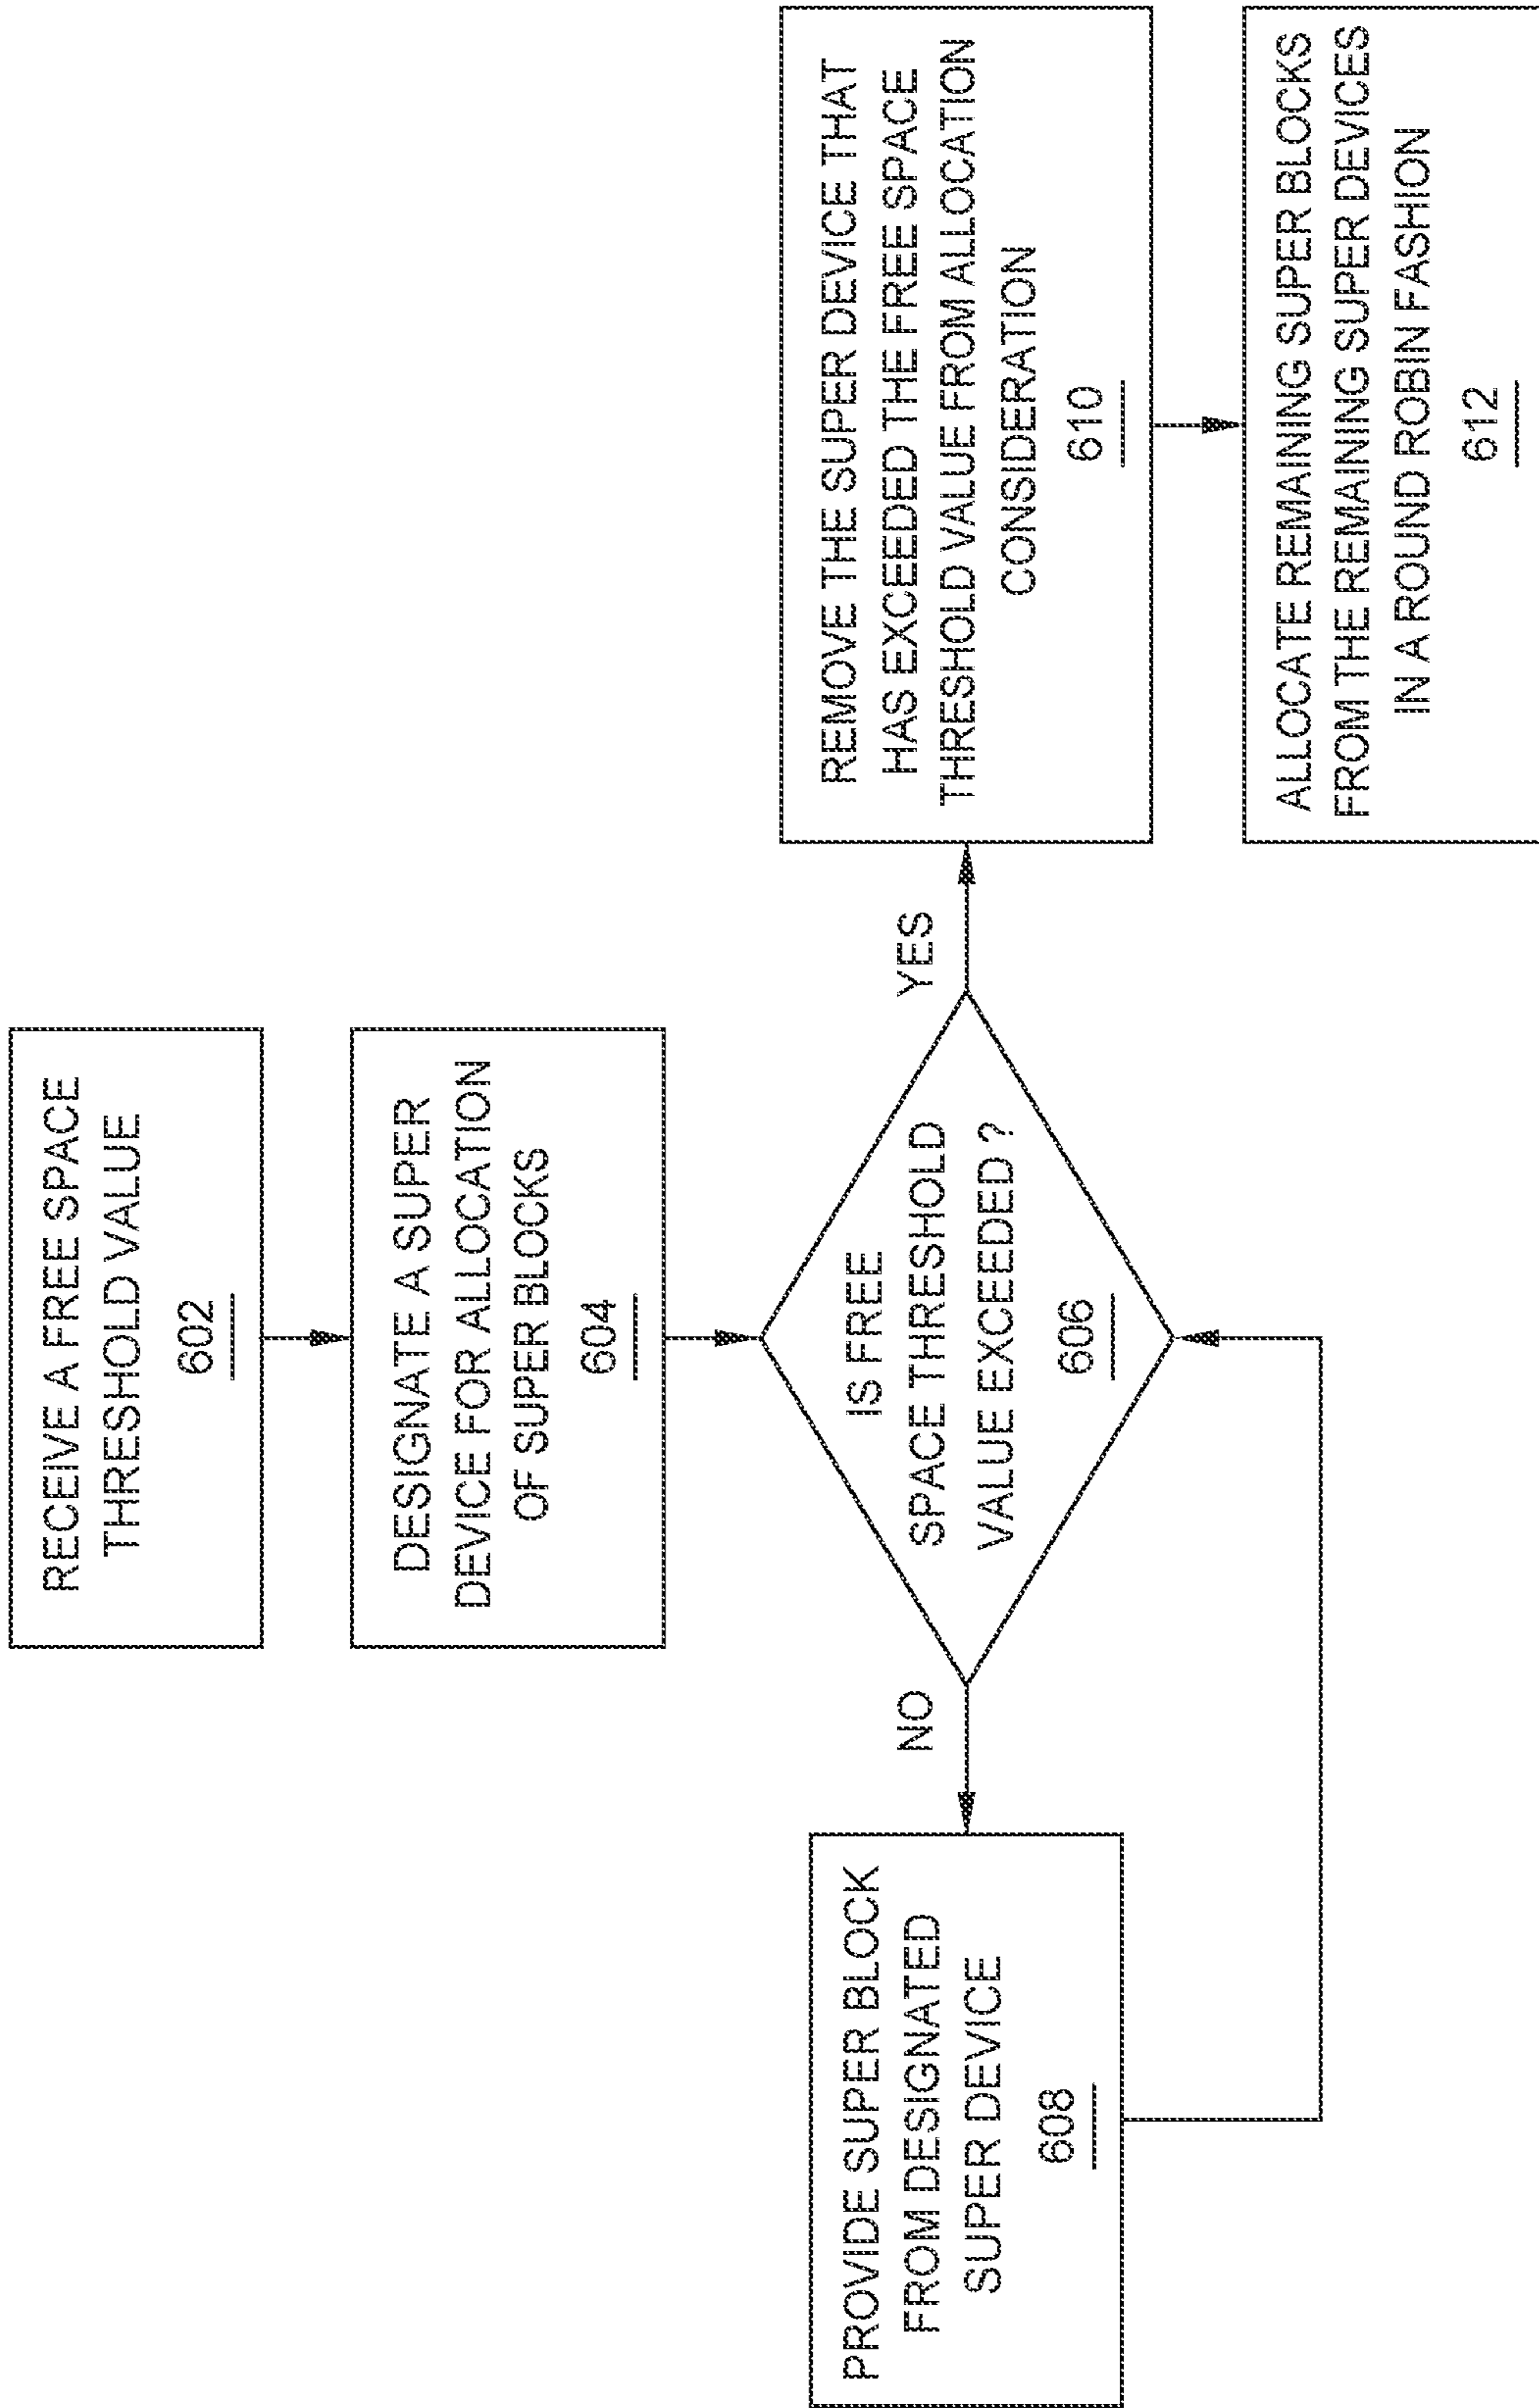 RECEIVE A FREE SPACE
THRESHOLD VALUE
602
DESIGNATE A SUPER
DEVICE FOR ALLOCATION
OF SUPER BLOCKS
604
IS FREE
SPACE THRESHOLD
VALUE EXCEEDED ?
606
NO
YES
PROVIDE SUPER BLOCK
FROM DESIGNATED
SUPER DEVICE
608
REMOVE THE SUPER DEVICE THAT
HAS EXCEEDED THE FREE SPACE
THRESHOLD VALUE FROM ALLOCATION
CONSIDERATION
610
ALLOCATE REMAINING SUPER BLOCKS
FROM THE REMAINING SUPER DEVICES
IN A ROUND ROBIN FASHION
612